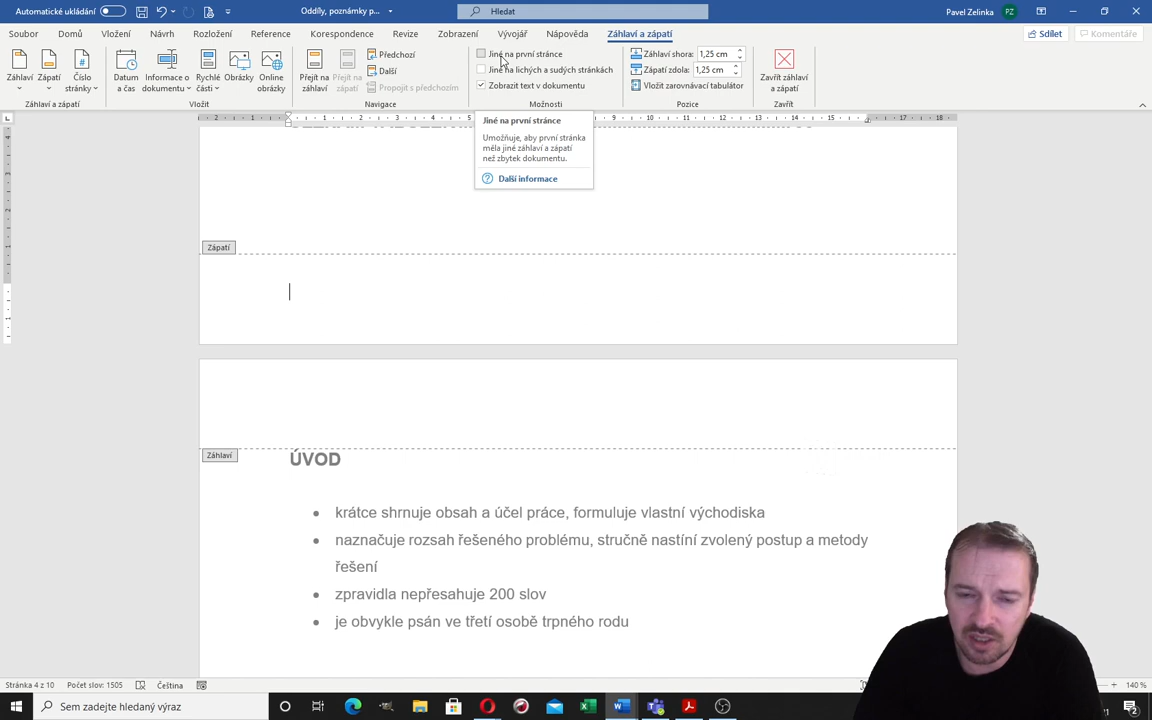 Automatické ukládání
Oddíly, poznámky p...
Hledat
Pavel Zelinka
PZ
Soubor
Domů
Vložení
Návrh
Rozložení
Reference
Korespondence
Revize
Zobrazení
Vývojář
Nápověda
Záhlaví a zápatí
Sdílet
Komentáře
Záhlaví
Zápatí
Číslo stránky
Datum a čas
Informace o dokumentu
Rychlé části
Obrázky
Online obrázky
Přejít na záhlaví
Přejít na zápatí
Předchozí
Další
Propojit s předchozím
Jiné na první stránce
Jiné na lichých a sudých stránkách
Zobrazit text v dokumentu
Záhlaví shora: 1,25 cm
Zápatí zdola: 1,25 cm
Vložit zarovnávací tabulátor
Zavřít záhlaví a zápatí
Záhlaví a zápatí
Vložit
Navigace
Možnosti
Pozice
Zavřít
Jiné na první stránce
Umožňuje, aby první stránka
měla jiné záhlaví a zápatí
než zbytek dokumentu.
Další informace
Zápatí
Záhlaví
ÚVOD
• krátce shrnuje obsah a účel práce, formuluje vlastní východiska
• naznačuje rozsah řešeného problému, stručně nastíní zvolený postup a metody
řešení
• zpravidla nepřesahuje 200 slov
• je obvykle psán ve třetí osobě trpného rodu
Stránka 4 z 10
Počet slov: 1505
Čeština
140 %
Sem zadejte hledaný výraz